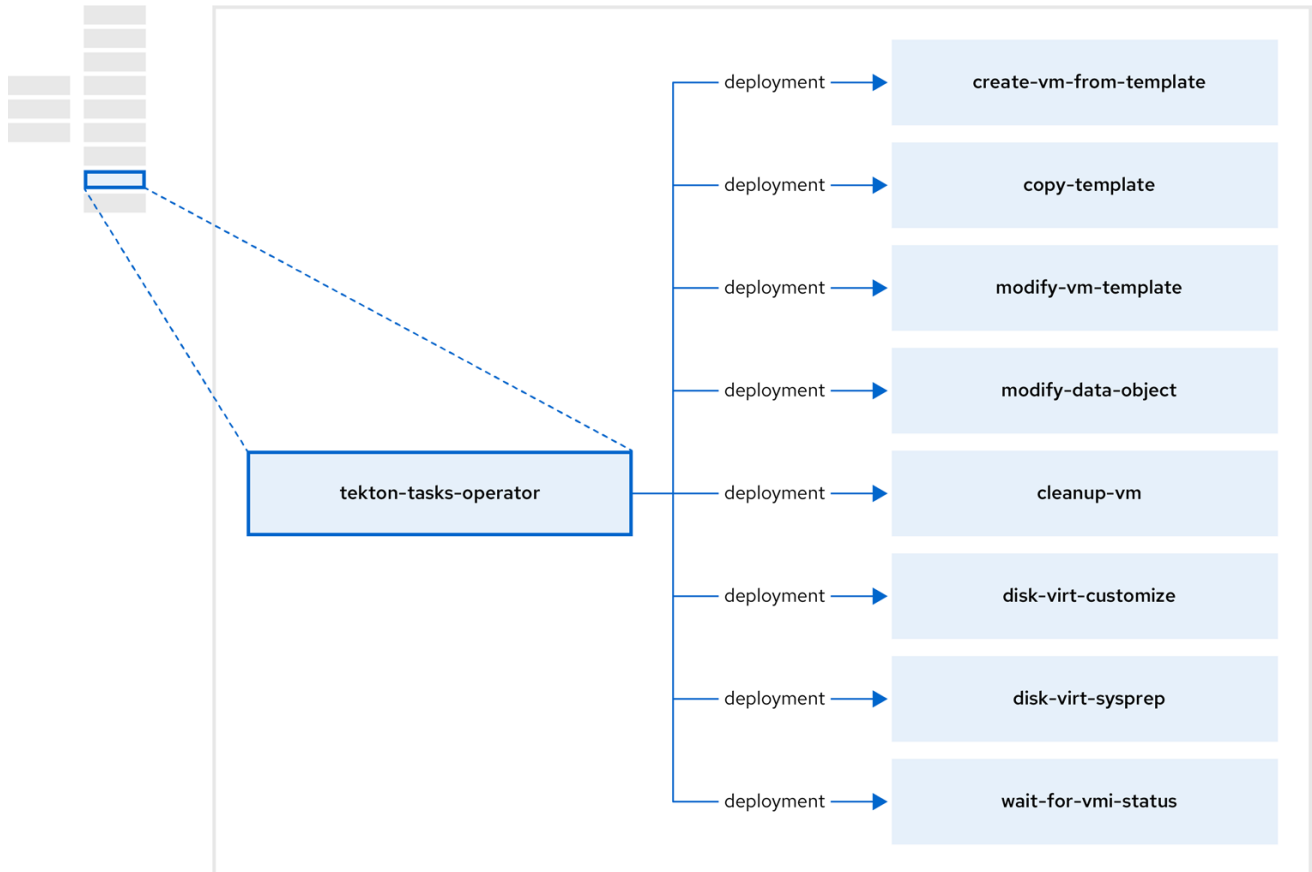 deployment create-vm-from-template
deployment copy-template
deployment modify-vm-template
deployment modify-data-object
tekton-tasks-operator deployment cleanup-vm
deployment disk-virt-customize
deployment disk-virt-sysprep
deployment wait-for-vmi-status